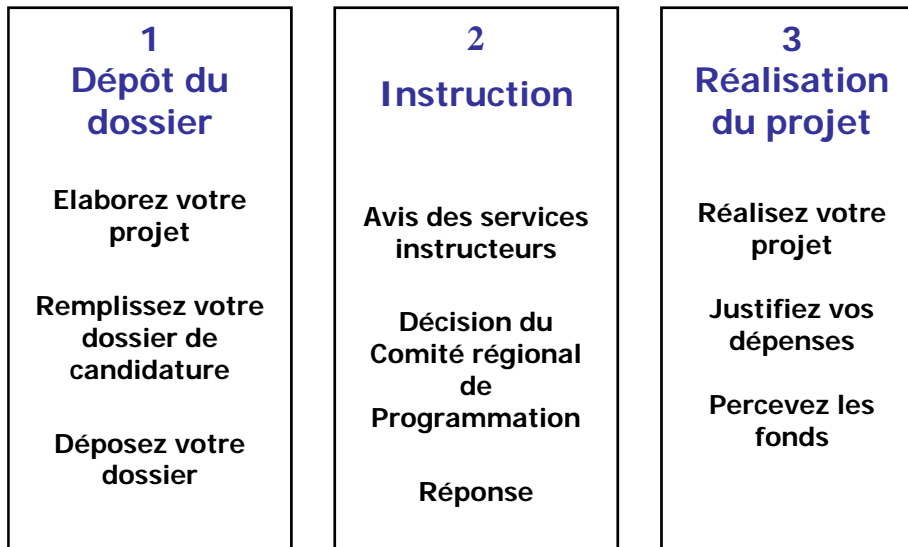 1
Dépôt du
dossier
Elaborez votre
projet
Remplissez votre
dossier de
candidature
Déposez votre
dossier
2
Instruction
Avis des services
instructeurs
Décision du
Comité régional
de
Programmation
Réponse
3
Réalisation
du projet
Réalisez votre
projet
Justifiez vos
dépenses
Percevez les
fonds